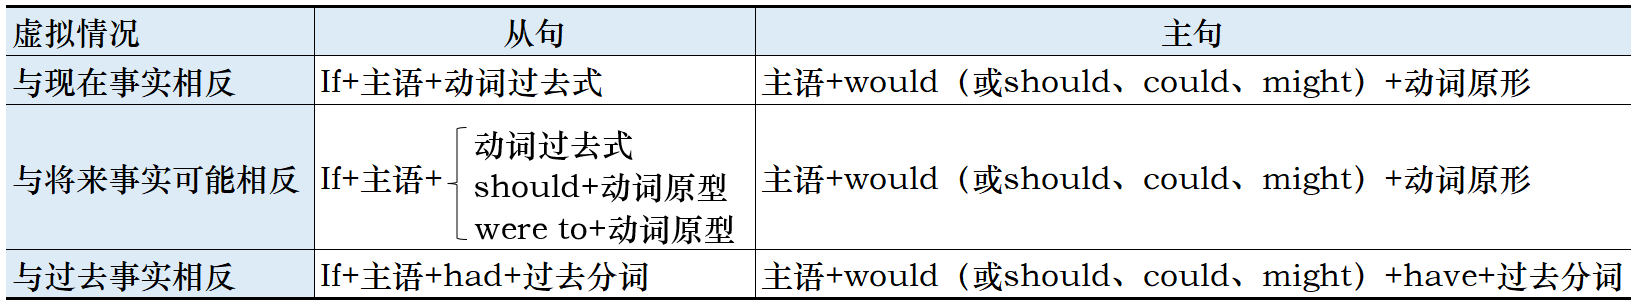 虚拟情况 从句 主句
与现在事实相反 If+主语+动词过去式 主语+would（或should、could、might）+动词原形
动词过去式
与将来事实可能相反 If+主语+ should+动词原型 主语+would（或should、could、might）+动词原形
were to+动词原型
与过去事实相反 If+主语+had+过去分词 主语+would（或should、could、might）+have+过去分词